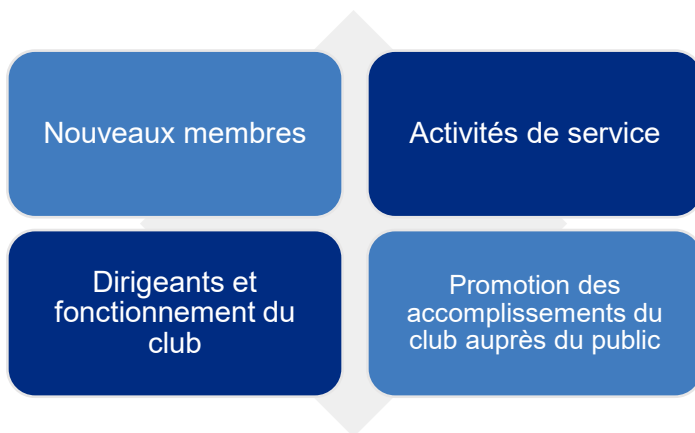 Nouveaux membres
Activités de service
Dirigeants et
fonctionnement du
club
Promotion des
accomplissements du
club auprès du public